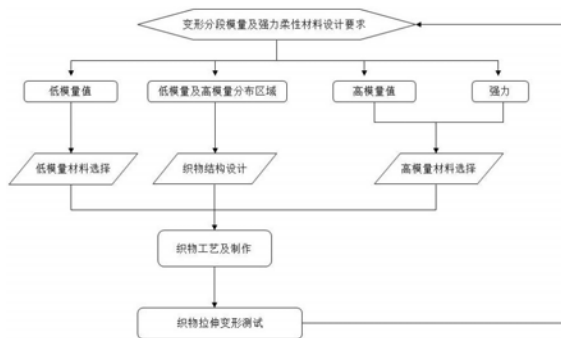 变形分段模量及强力柔性材料设计要求
低模量值
低模量及高模量分布区域
高模量值
强力
低模量材料选择
织物结构设计
高模量材料选择
织物工艺及制作
织物拉伸变形测试